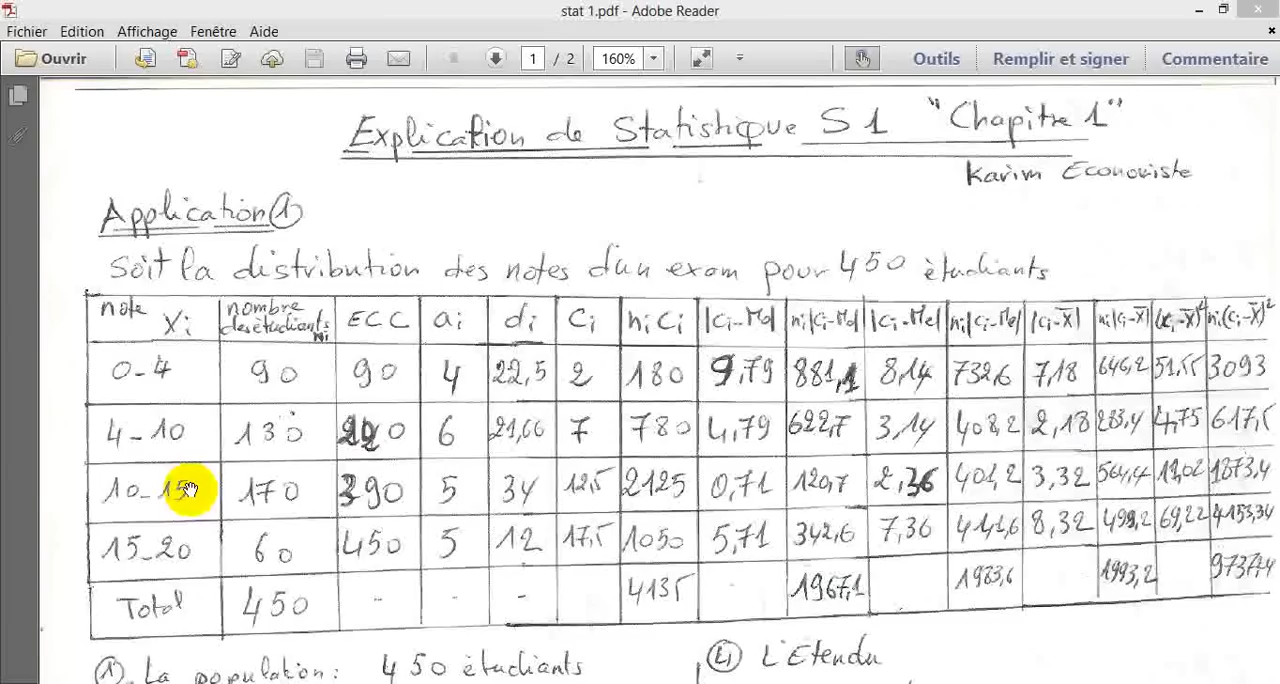 stat 1.pdf - Adobe Reader
Fichier Edition Affichage Fenêtre Aide
Ouvrir 1 / 2 160% Outils Remplir et signer Commentaire
Explication de Statistique S1 "Chapitre 1"
Karim Economiste
Application ①
Soit la distribution des notes d'un exam pour 450 ètudiants
note Xi nombre des ètudiants Ni ECC ai di Ci niCi |Ci-Mo| ni|Ci-Mo| |Ci-Me| ni|Ci-Me| |Ci-X̄| ni|Ci-X̄| (Ci-X̄)² ni(Ci-X̄)²
0-4 90 90 4 22,5 2 180 9,79 881,1 8,14 732,6 7,18 646,2 51,55 3093
4-10 130 220 6 21,66 7 780 4,79 622,7 3,14 408,2 2,18 283,4 4,75 617,5
10-15 170 390 5 34 12,5 2125 0,71 120,7 2,36 401,2 3,32 564,4 11,02 1873,4
15-20 60 450 5 12 17,5 1050 5,71 342,6 7,36 441,6 8,32 499,2 69,22 4153,34
Total 450 - - - 4135 - 1967,1 1983,6 1993,2 9737,4
① La population: 450 ètudiants
④ L'Etendu